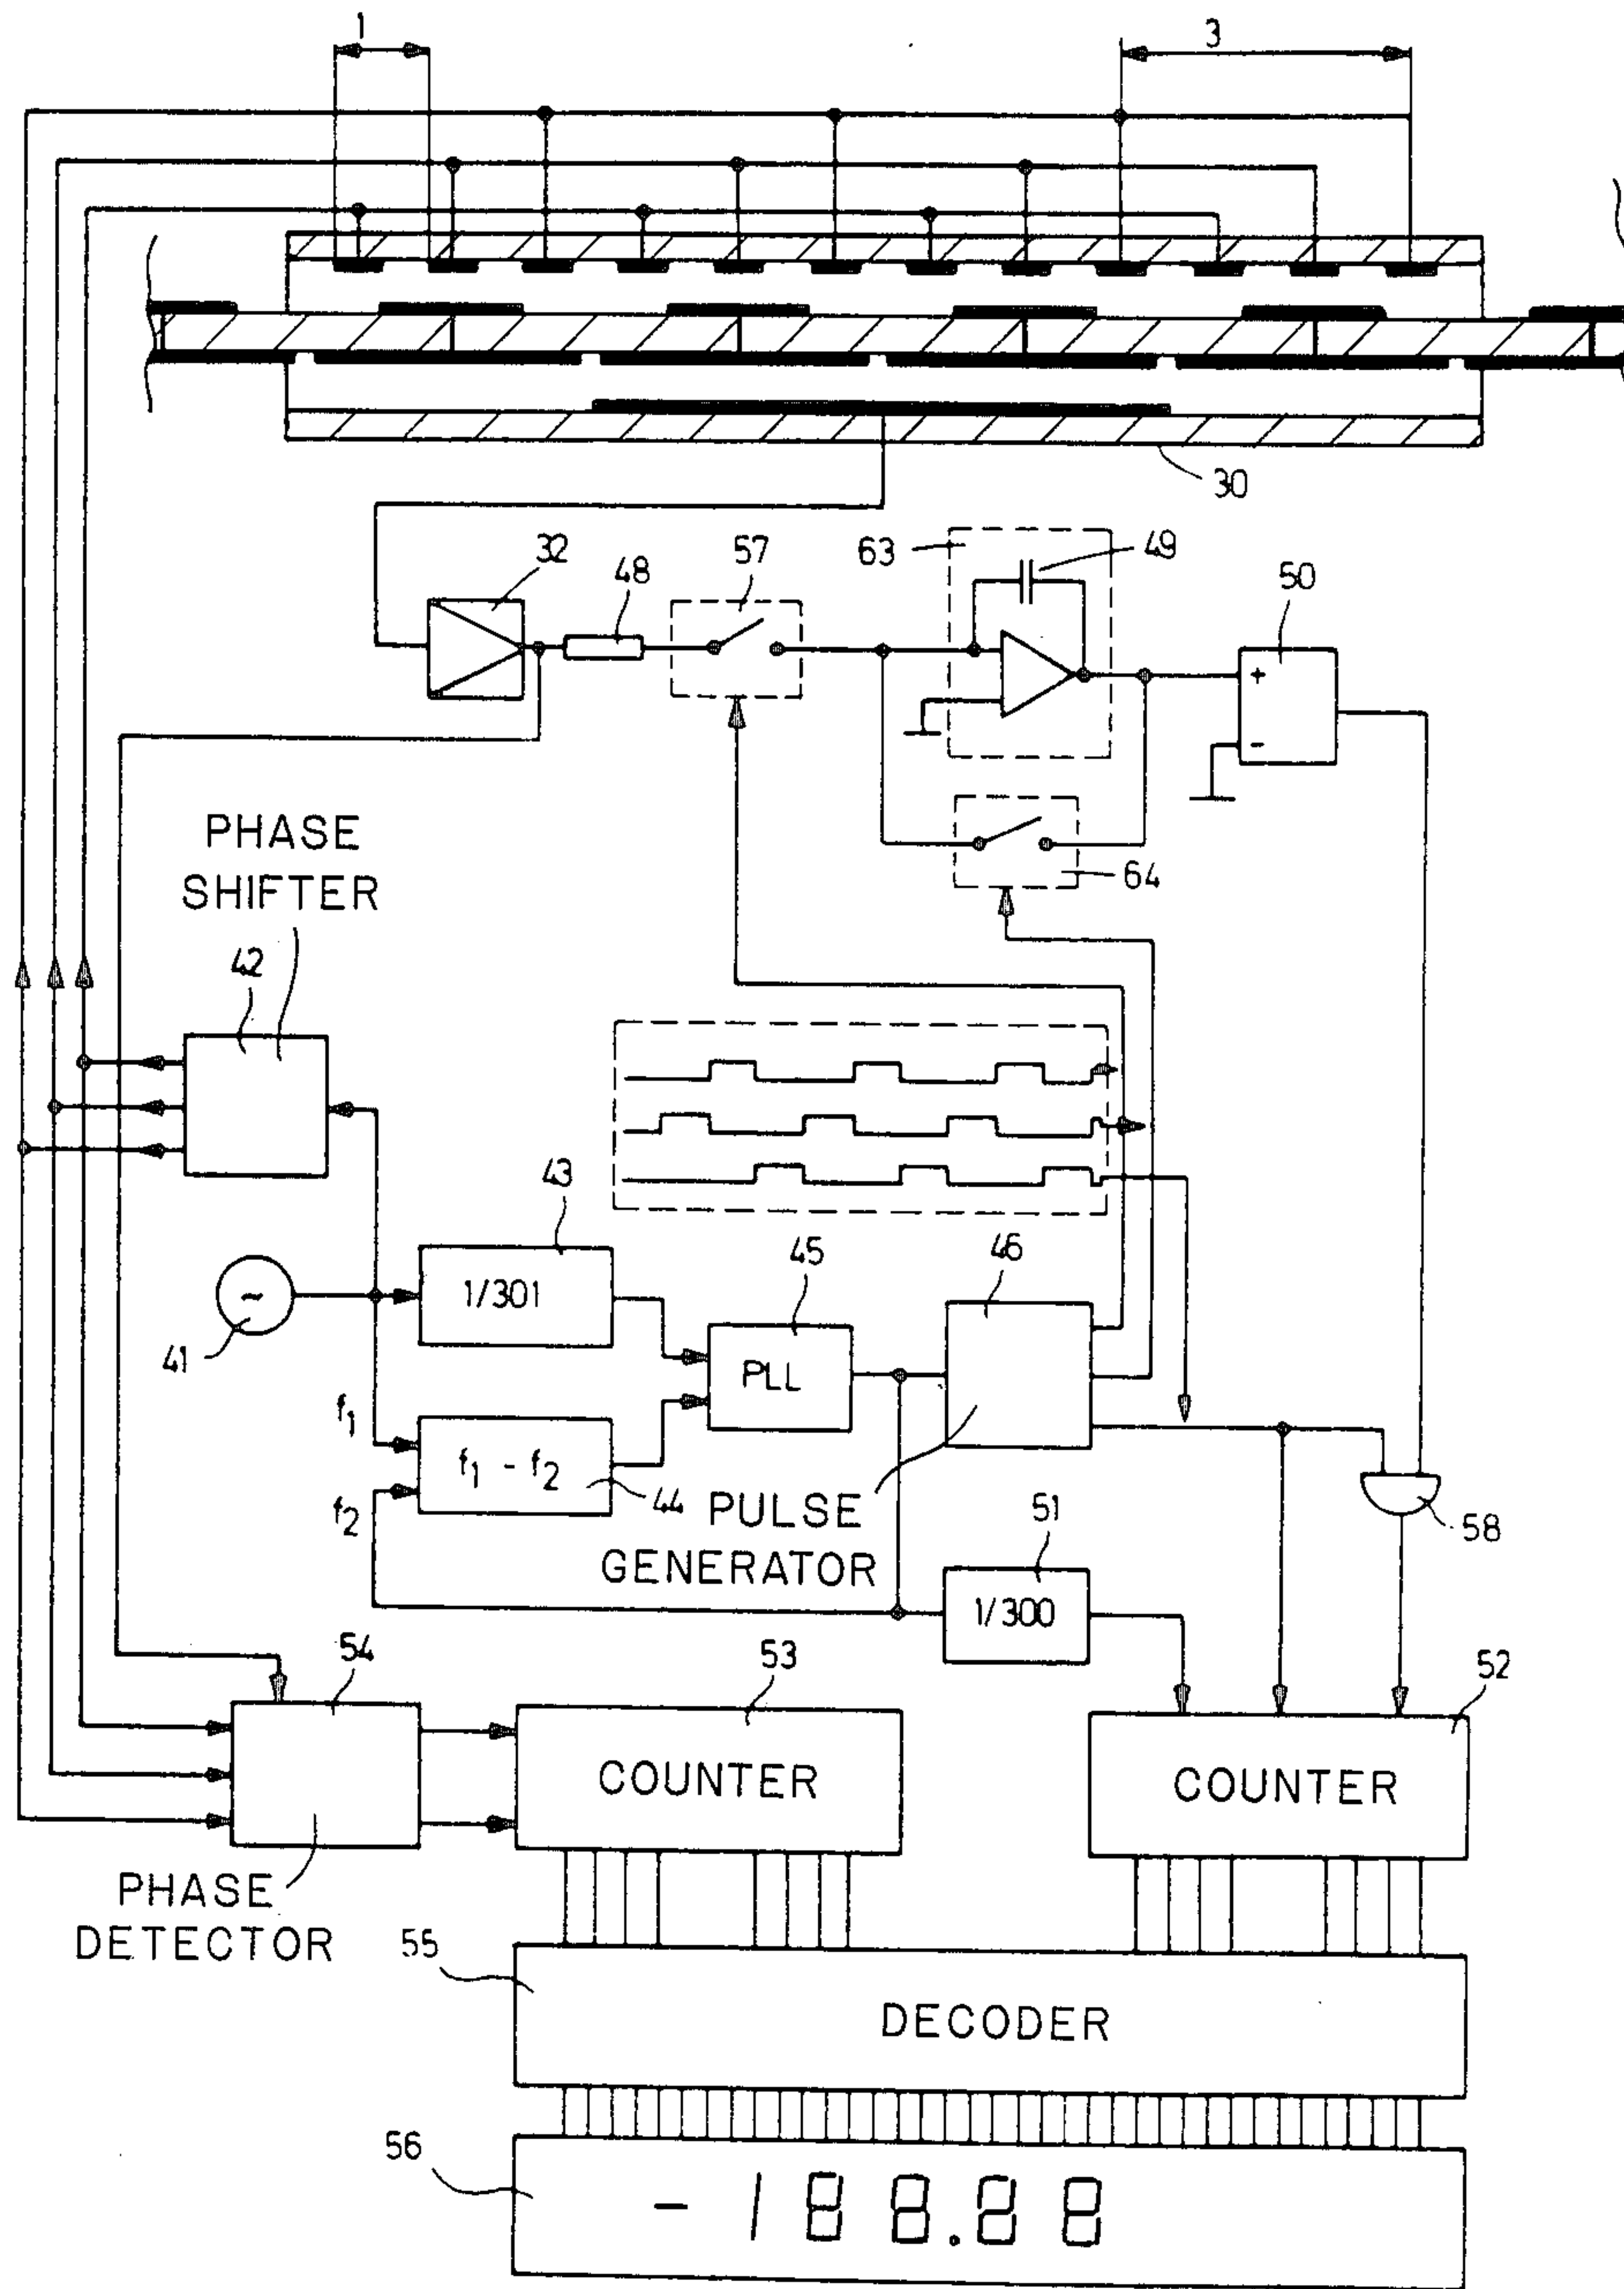 1
3
30
32
48
57
63
49
50
+
-
64
PHASE
SHIFTER
42
43
1/301
45
46
~
41
PLL
f1
f1 - f2
f2
44
PULSE
GENERATOR
51
1/300
58
54
53
52
COUNTER
COUNTER
PHASE
DETECTOR
55
DECODER
56
-188.88